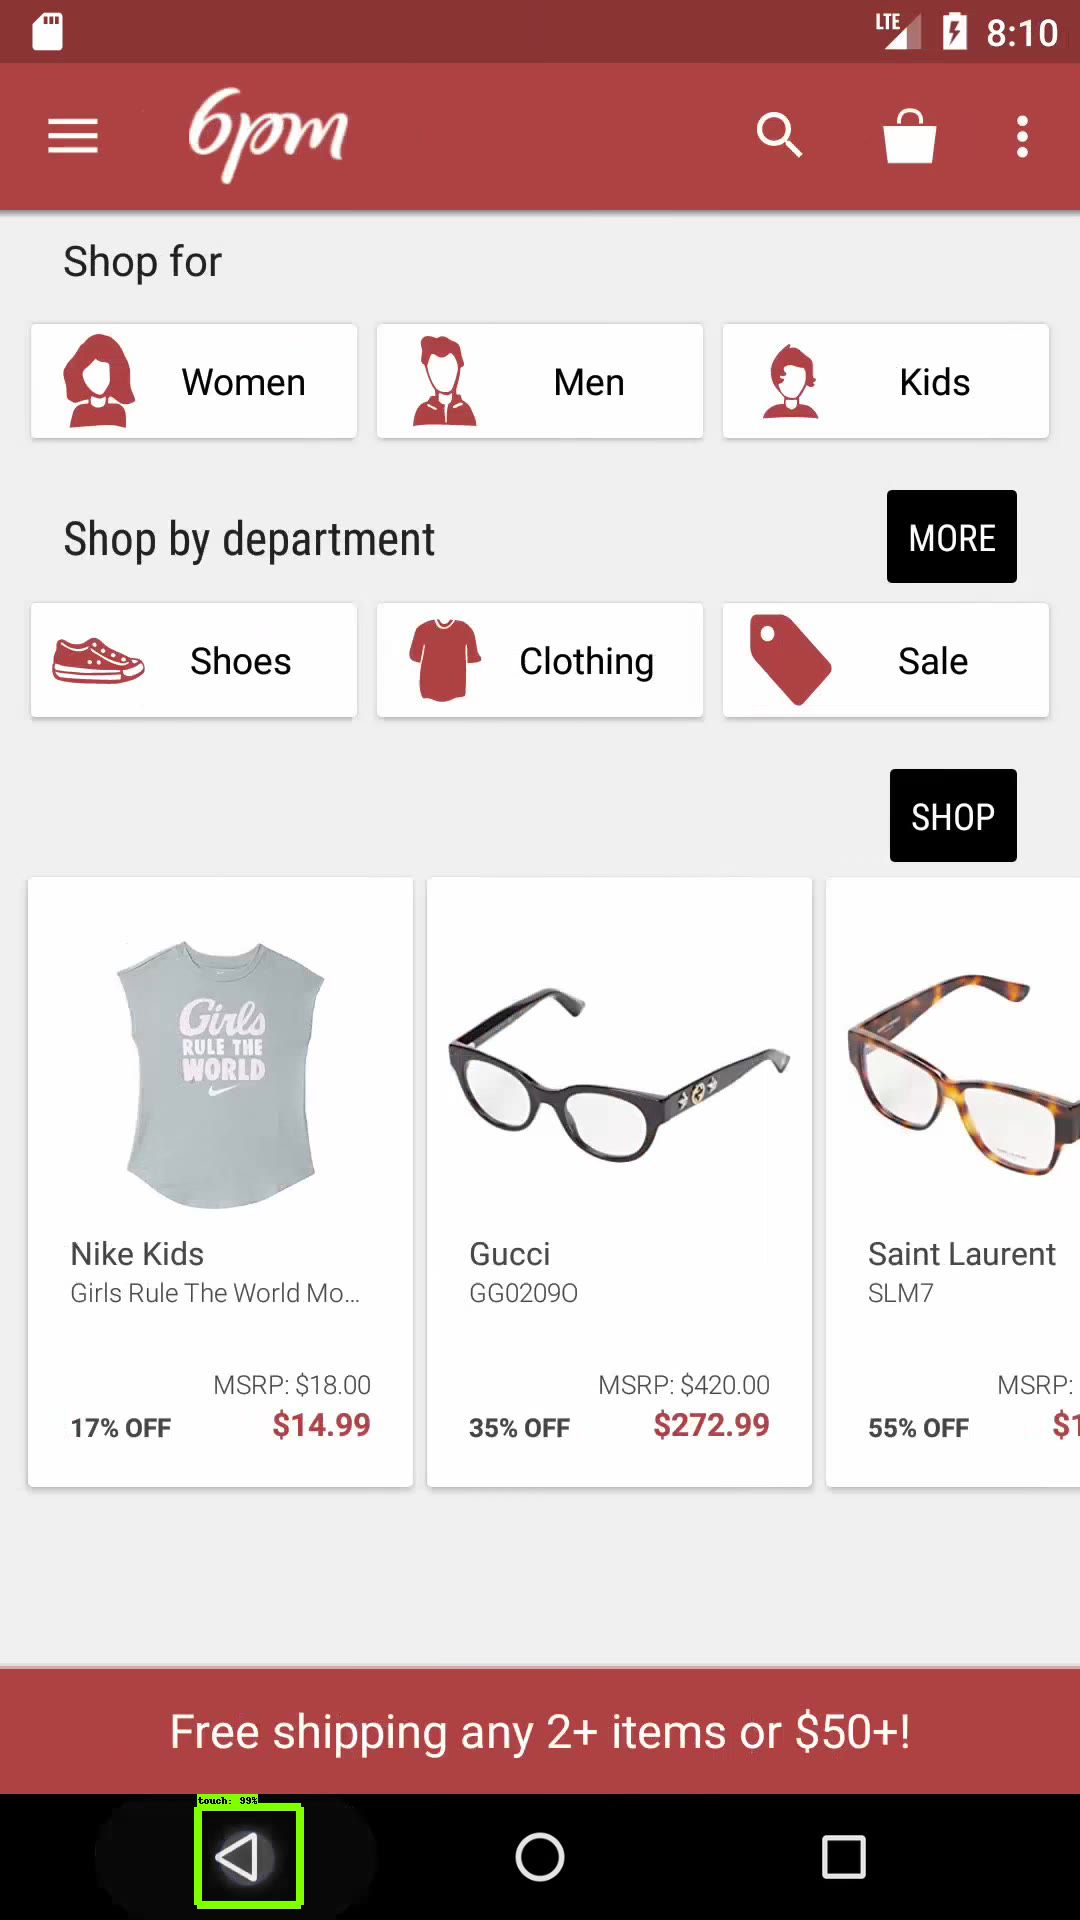 LTE 8:10
6pm
Shop for
Women
Men
Kids
Shop by department
MORE
Shoes
Clothing
Sale
SHOP
Girls
RULE THE
WORLD
Nike Kids
Girls Rule The World Mo...
MSRP: $18.00
17% OFF $14.99
Gucci
GG0209O
MSRP: $420.00
35% OFF $272.99
Saint Laurent
SLM7
MSRP:
55% OFF $1
Free shipping any 2+ items or $50+!
touch: 99%